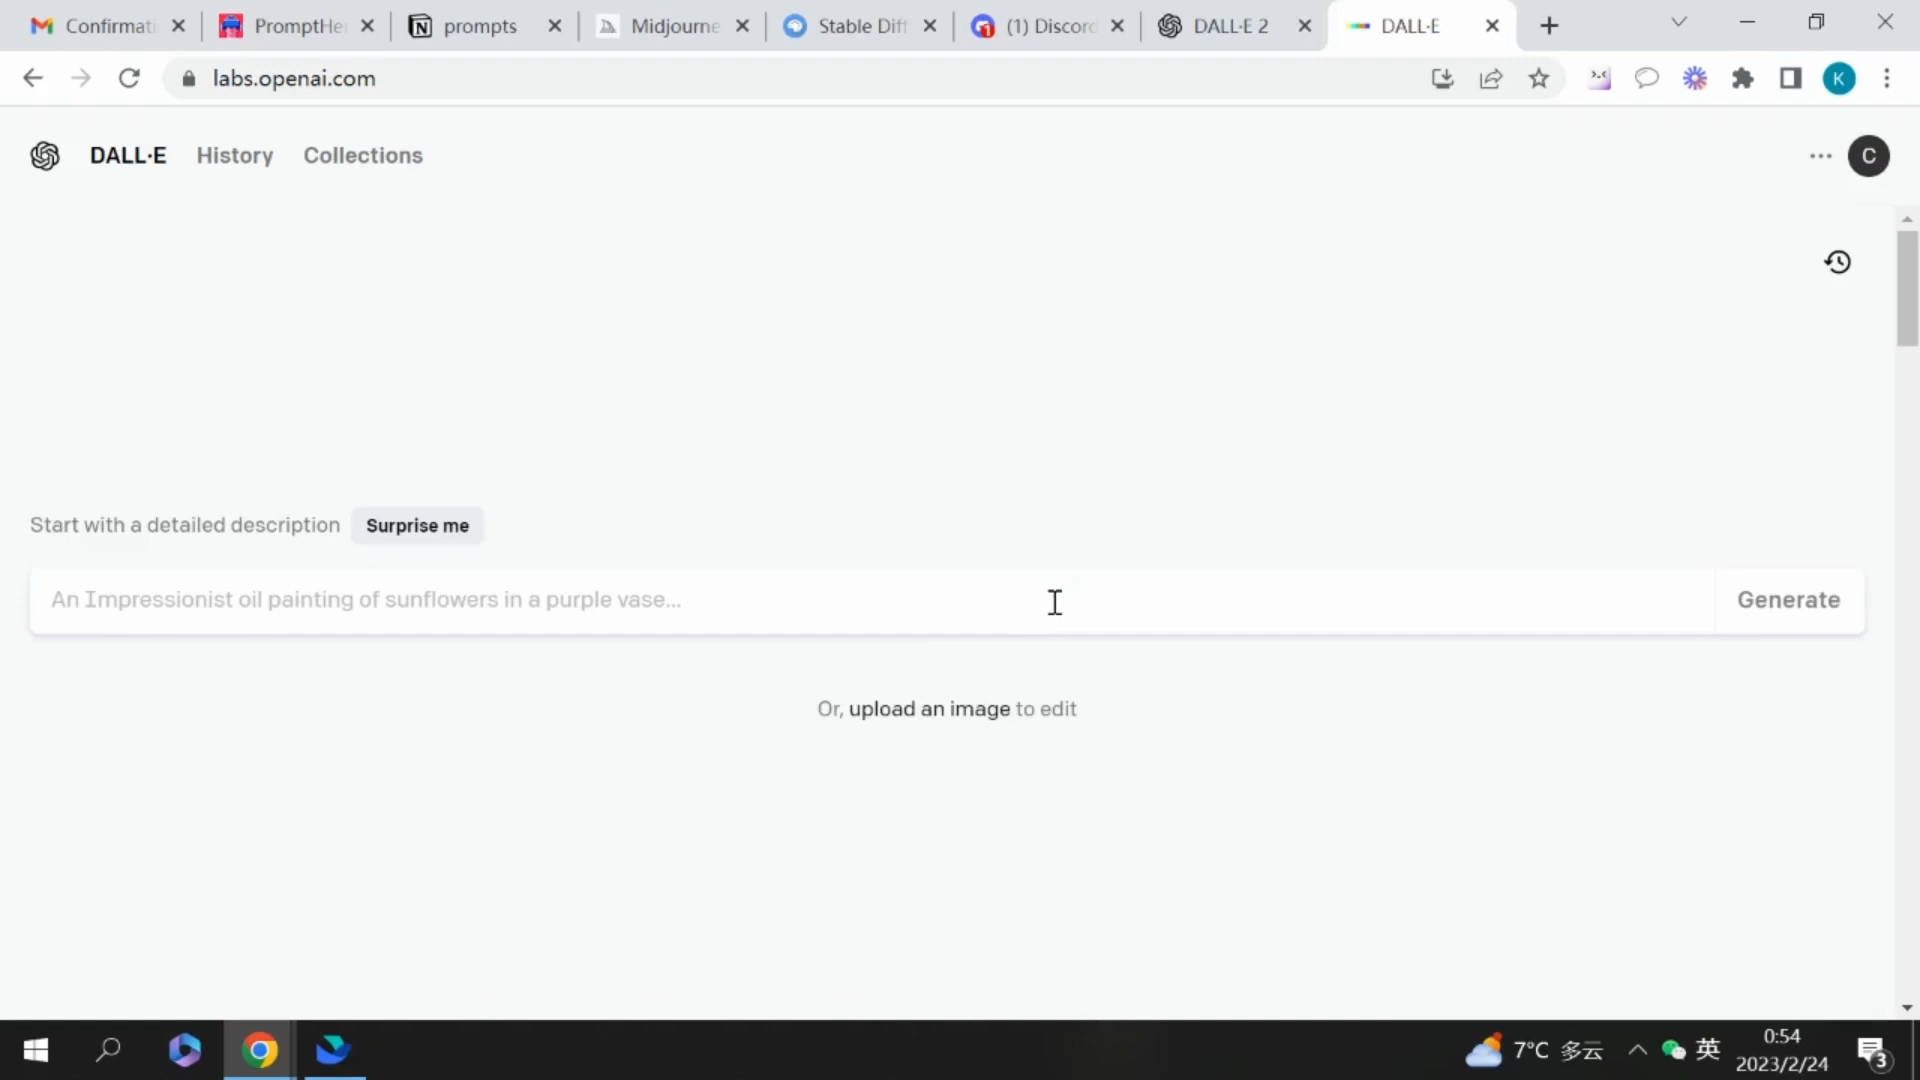 Confirmati
PromptHe
prompts
Midjourne
Stable Diff
(1) Discord
DALL·E 2
DALL·E
labs.openai.com
K
DALL·E
History
Collections
C
Start with a detailed description
Surprise me
An Impressionist oil painting of sunflowers in a purple vase...
Generate
Or, upload an image to edit
7°C 多云
英
0:54
2023/2/24
3